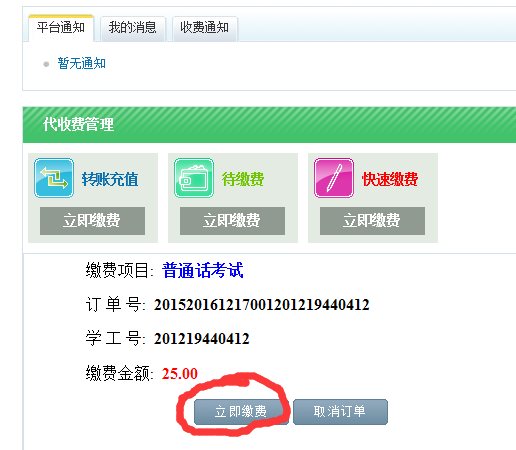 平台通知 我的消息 收费通知
暂无通知
代收费管理
转账充值 待缴费 快速缴费
立即缴费 立即缴费 立即缴费
缴费项目: 普通话考试
订 单 号: 201520161217001201219440412
学 工 号: 201219440412
缴费金额: 25.00
立即缴费 取消订单